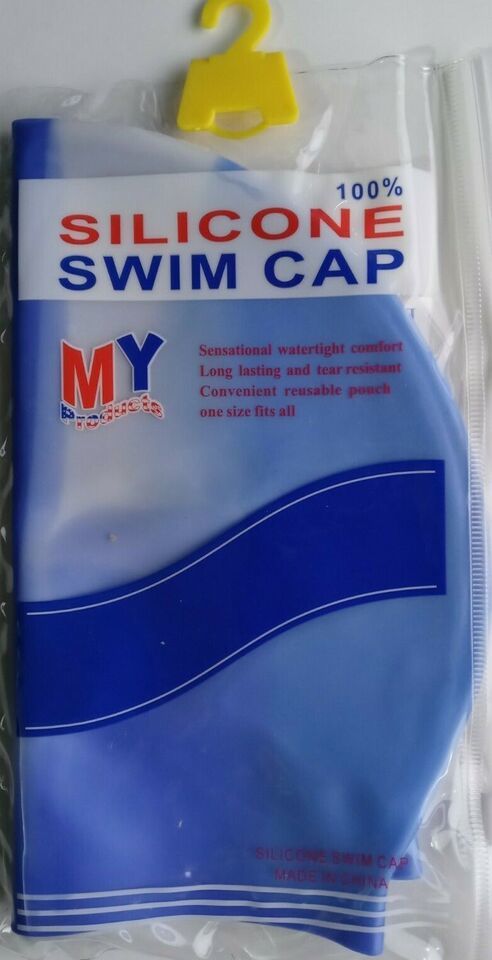 100%
SILICONE
SWIM CAP
MY
Products
Sensational watertight comfort
Long lasting and tear resistant
Convenient reusable pouch
one size fits all
SILICONE SWIM CAP
MADE IN CHINA